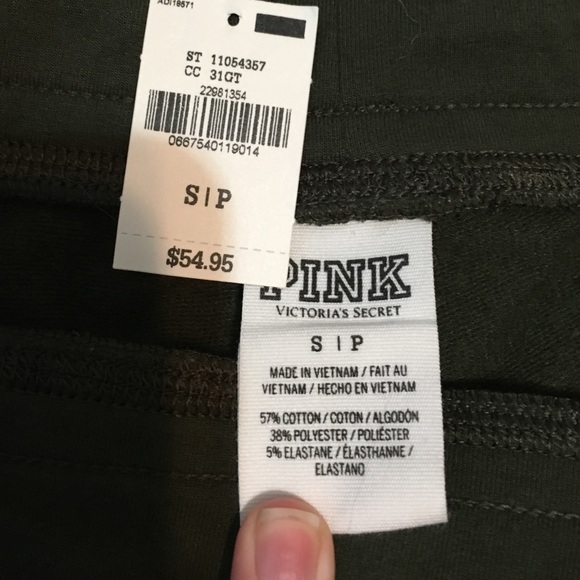 ADI19571
ST 11054357
CC 31GT
22981354
0667540119014
S|P
$54.95
PINK
VICTORIA'S SECRET
S | P
MADE IN VIETNAM / FAIT AU
VIETNAM / HECHO EN VIETNAM
57% COTTON / COTON / ALGODÓN
38% POLYESTER / POLIÉSTER
5% ELASTANE / ÉLASTHANNE /
ELASTANO